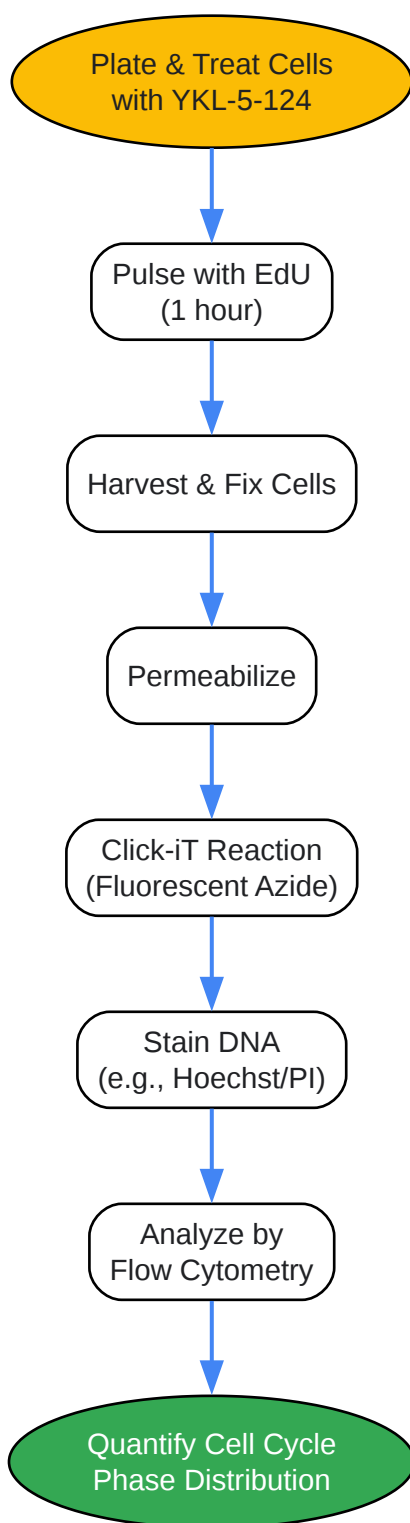 Plate & Treat Cells
with YKL-5-124
Pulse with EdU
(1 hour)
Harvest & Fix Cells
Permeabilize
Click-iT Reaction
(Fluorescent Azide)
Stain DNA
(e.g., Hoechst/PI)
Analyze by
Flow Cytometry
Quantify Cell Cycle
Phase Distribution